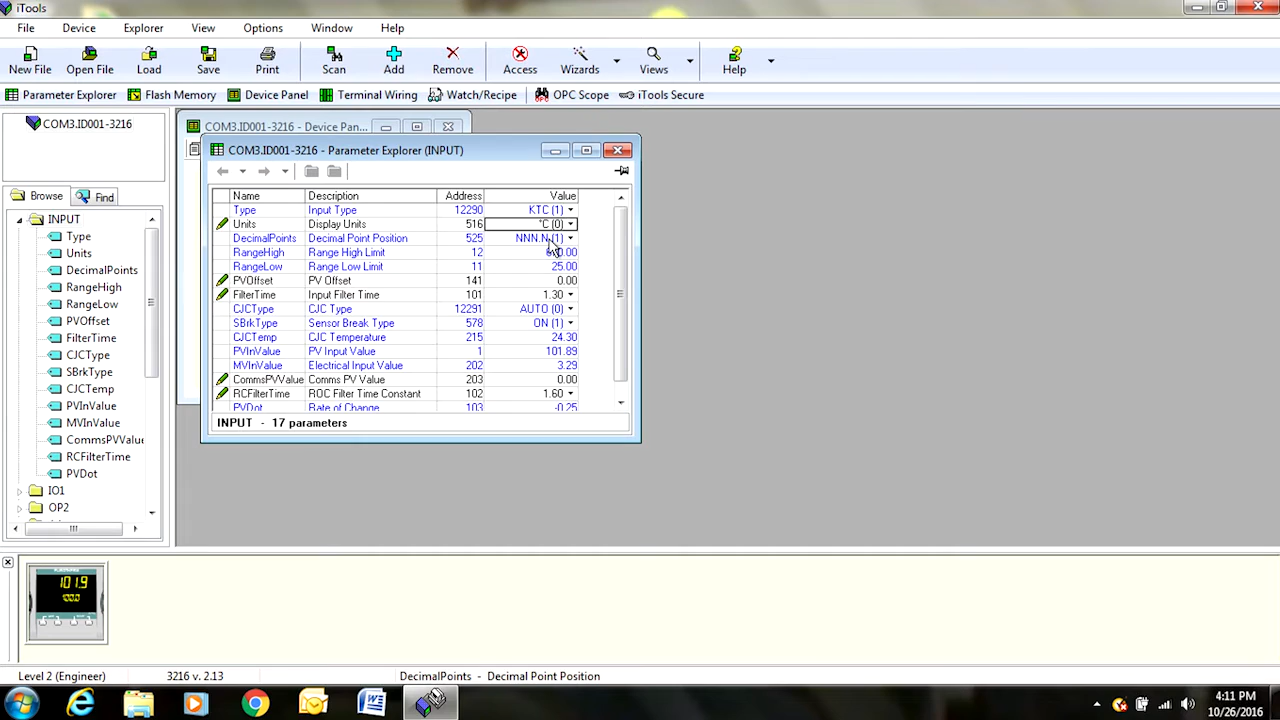 iTools
File Device Explorer View Options Window Help
New File Open File Load Save Print Scan Add Remove Access Wizards Views Help
Parameter Explorer Flash Memory Device Panel Terminal Wiring Watch/Recipe OPC Scope iTools Secure
COM3.ID001-3216
Browse Find
INPUT
Type
Units
DecimalPoints
RangeHigh
RangeLow
PVOffset
FilterTime
CJCType
SBrkType
CJCTemp
PVInValue
MVInValue
CommsPVValue
RCFilterTime
PVDot
IO1
OP2
COM3.ID001-3216 - Device Pan...
COM3.ID001-3216 - Parameter Explorer (INPUT)
Name Description Address Value
Type Input Type 12290 KTC (1)
Units Display Units 516 °C (0)
DecimalPoints Decimal Point Position 525 NNN.N (1)
RangeHigh Range High Limit 12
RangeLow Range Low Limit 11 25.00
PVOffset PV Offset 141 0.00
FilterTime Input Filter Time 101 1.30
CJCType CJC Type 12291 AUTO (0)
SBrkType Sensor Break Type 578 ON (1)
CJCTemp CJC Temperature 215 24.30
PVInValue PV Input Value 1 101.89
MVInValue Electrical Input Value 202 3.29
CommsPVValue Comms PV Value 203 0.00
RCFilterTime ROC Filter Time Constant 102 1.60
PVDot Rate of Change 103 -0.25
INPUT - 17 parameters
101.9
100.0
Level 2 (Engineer) 3216 v. 2.13 DecimalPoints - Decimal Point Position
4:11 PM
10/26/2016